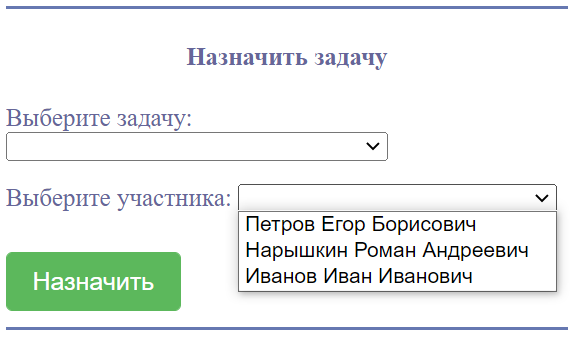 Назначить задачу
Выберите задачу:
Выберите участника:
Петров Егор Борисович
Нарышкин Роман Андреевич
Иванов Иван Иванович
Назначить